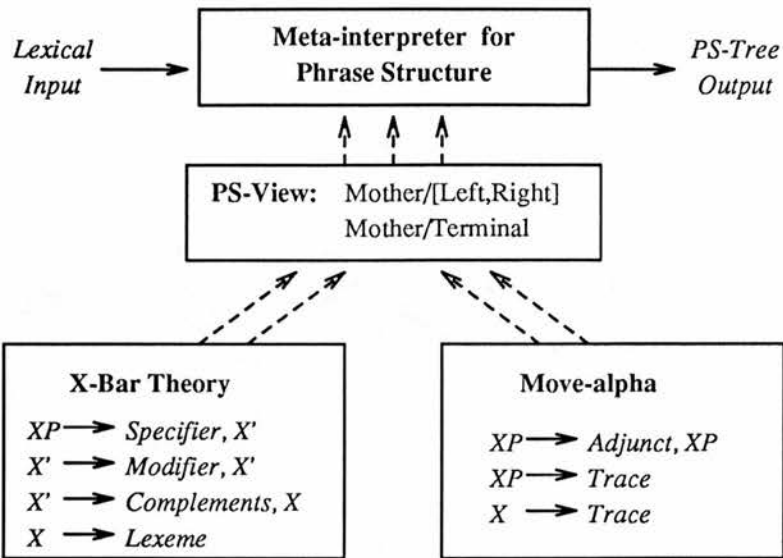 Lexical
Input
Meta-interpreter for
Phrase Structure
PS-Tree
Output
PS-View: Mother/[Left,Right]
Mother/Terminal
X-Bar Theory
XP → Specifier, X'
X' → Modifier, X'
X' → Complements, X
X → Lexeme
Move-alpha
XP → Adjunct, XP
XP → Trace
X → Trace